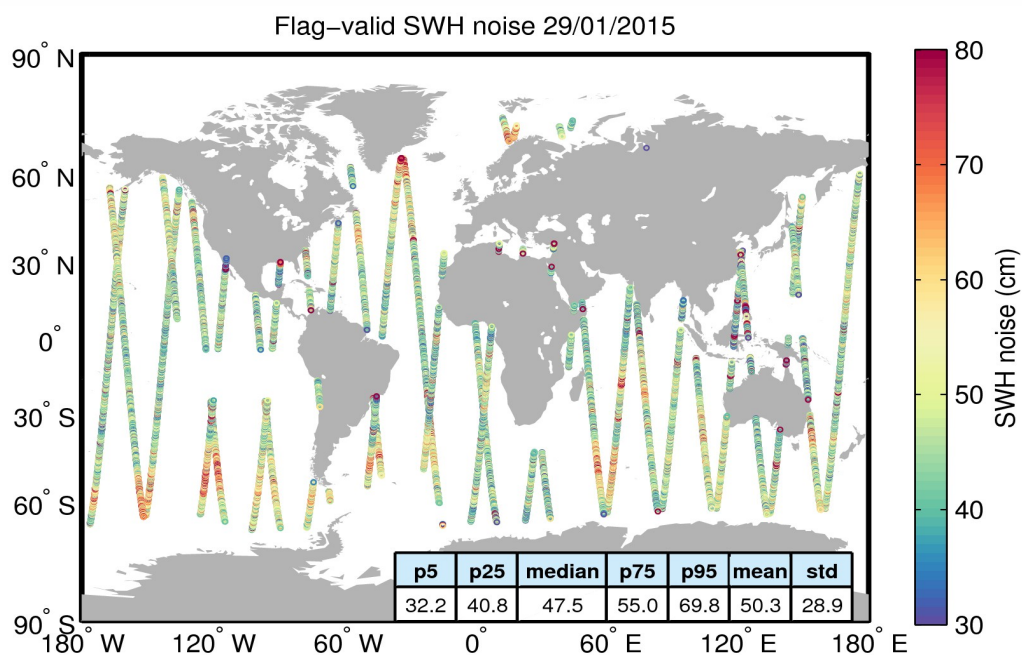 Flag−valid SWH noise 29/01/2015
90° N
60° N
30° N
0°
30° S
60° S
90° S
180° W
120° W
60° W
0°
60° E
120° E
180° E
80
70
60
50
40
30
SWH noise (cm)
p5 p25 median p75 p95 mean std
32.2 40.8 47.5 55.0 69.8 50.3 28.9